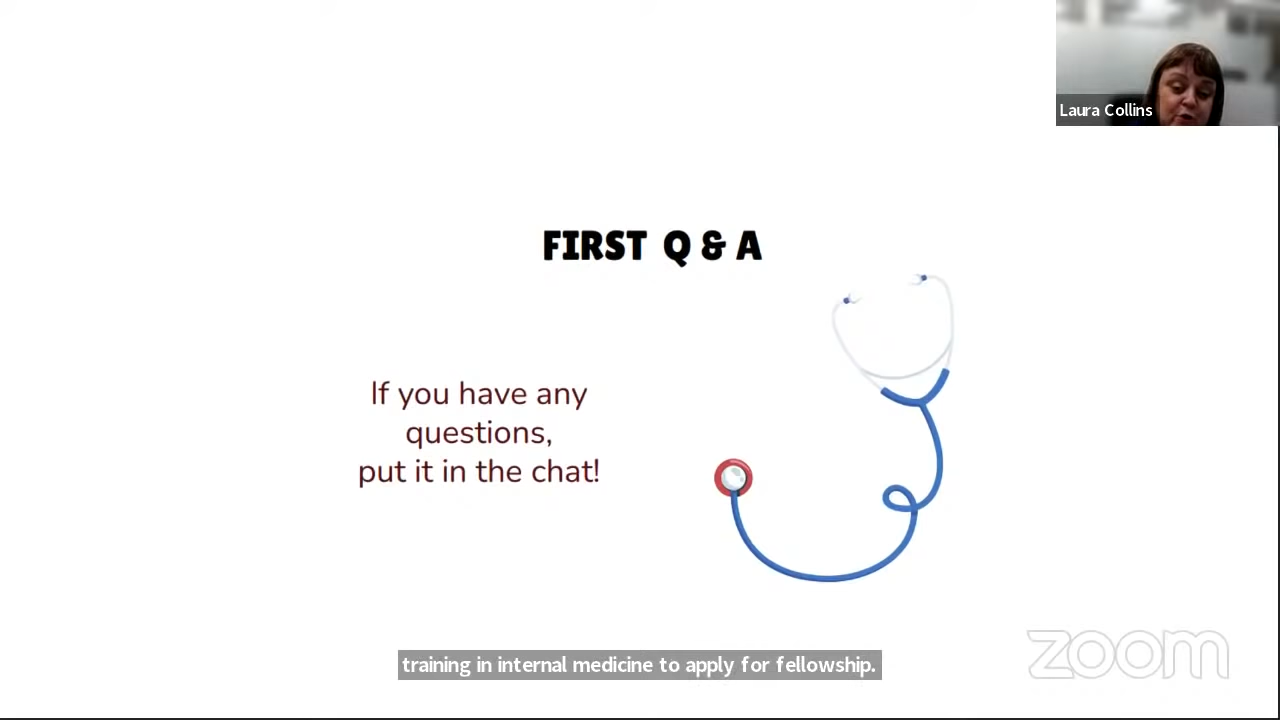 Laura Collins
FIRST Q & A
If you have any
questions,
put it in the chat!
training in internal medicine to apply for fellowship.
zoom